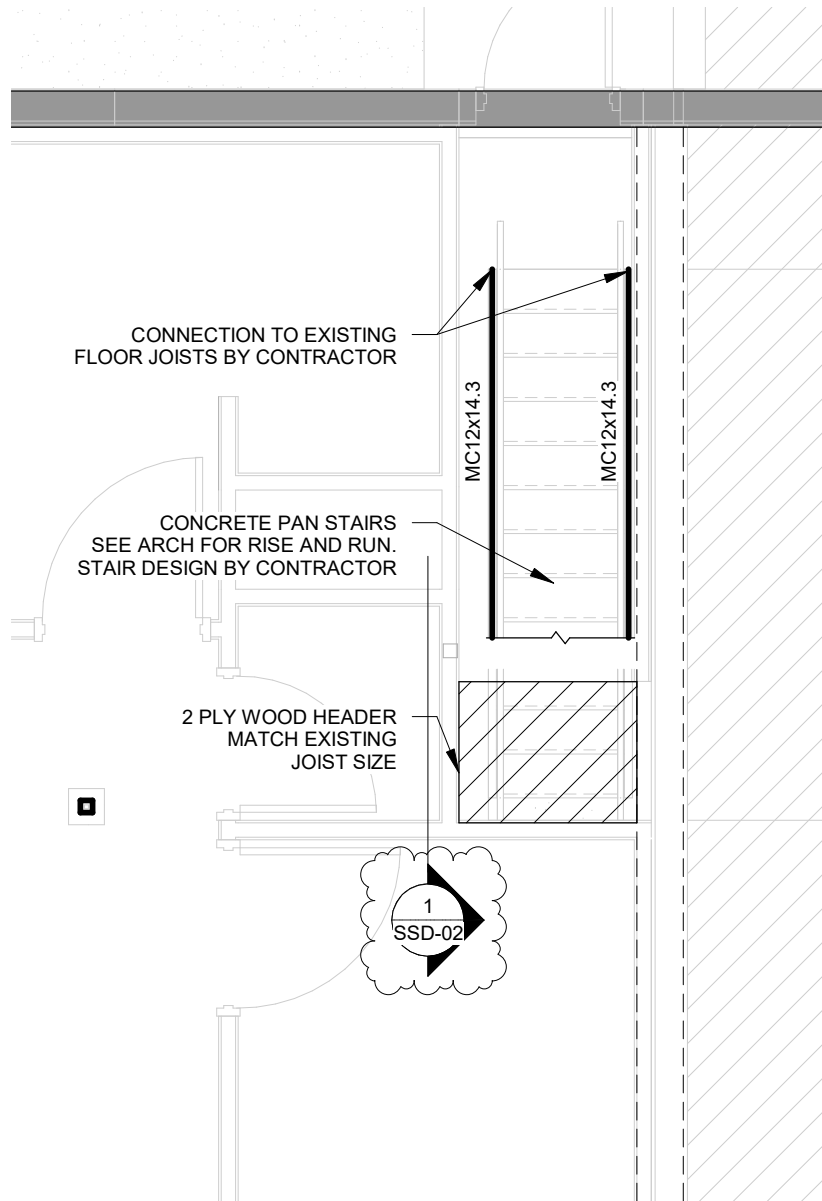 CONNECTION TO EXISTING
FLOOR JOISTS BY CONTRACTOR
MC12x14.3
MC12x14.3
CONCRETE PAN STAIRS
SEE ARCH FOR RISE AND RUN.
STAIR DESIGN BY CONTRACTOR
2 PLY WOOD HEADER
MATCH EXISTING
JOIST SIZE
1
SSD-02